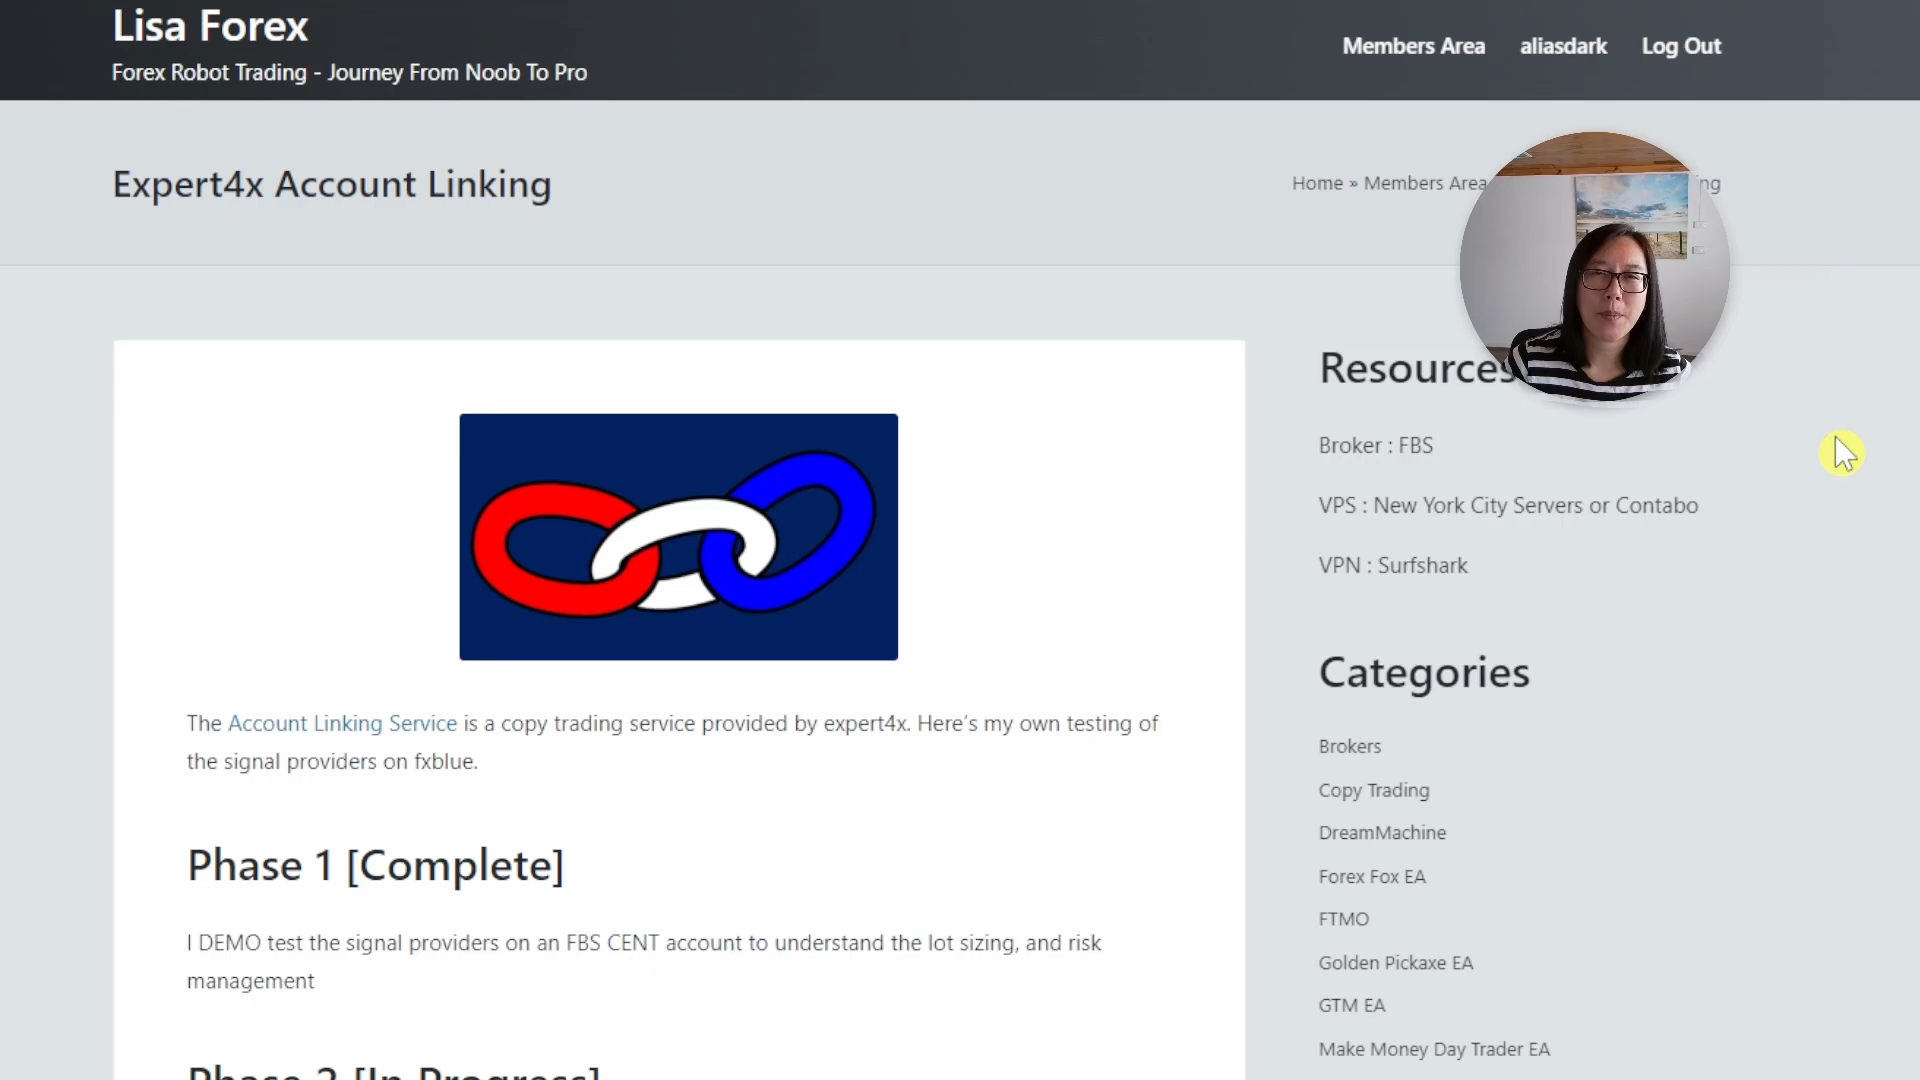 Lisa Forex
Forex Robot Trading - Journey From Noob To Pro
Members Area
aliasdark
Log Out
Expert4x Account Linking
Home » Members Area
ng
Resources
Broker : FBS
VPS : New York City Servers or Contabo
VPN : Surfshark
The Account Linking Service is a copy trading service provided by expert4x. Here's my own testing of
the signal providers on fxblue.
Phase 1 [Complete]
I DEMO test the signal providers on an FBS CENT account to understand the lot sizing, and risk
management
Phase 2 [In Progress]
Categories
Brokers
Copy Trading
DreamMachine
Forex Fox EA
FTMO
Golden Pickaxe EA
GTM EA
Make Money Day Trader EA